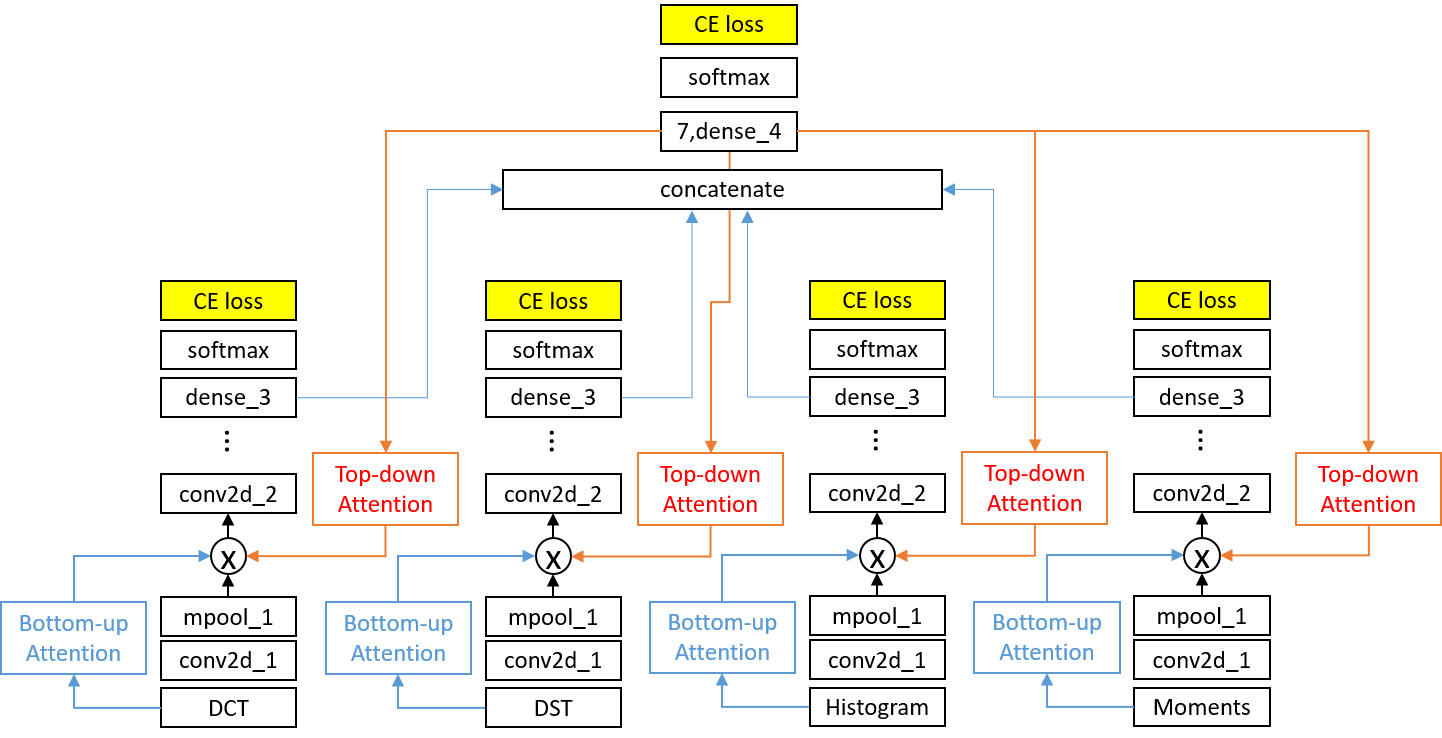 CE loss
softmax
7,dense_4
concatenate
CE loss
CE loss
CE loss
CE loss
softmax
softmax
softmax
softmax
dense_3
dense_3
dense_3
dense_3
Top-down
Attention
Top-down
Attention
Top-down
Attention
Top-down
Attention
conv2d_2
conv2d_2
conv2d_2
conv2d_2
X
X
X
X
Bottom-up
Attention
Bottom-up
Attention
Bottom-up
Attention
Bottom-up
Attention
mpool_1
mpool_1
mpool_1
mpool_1
conv2d_1
conv2d_1
conv2d_1
conv2d_1
DCT
DST
Histogram
Moments